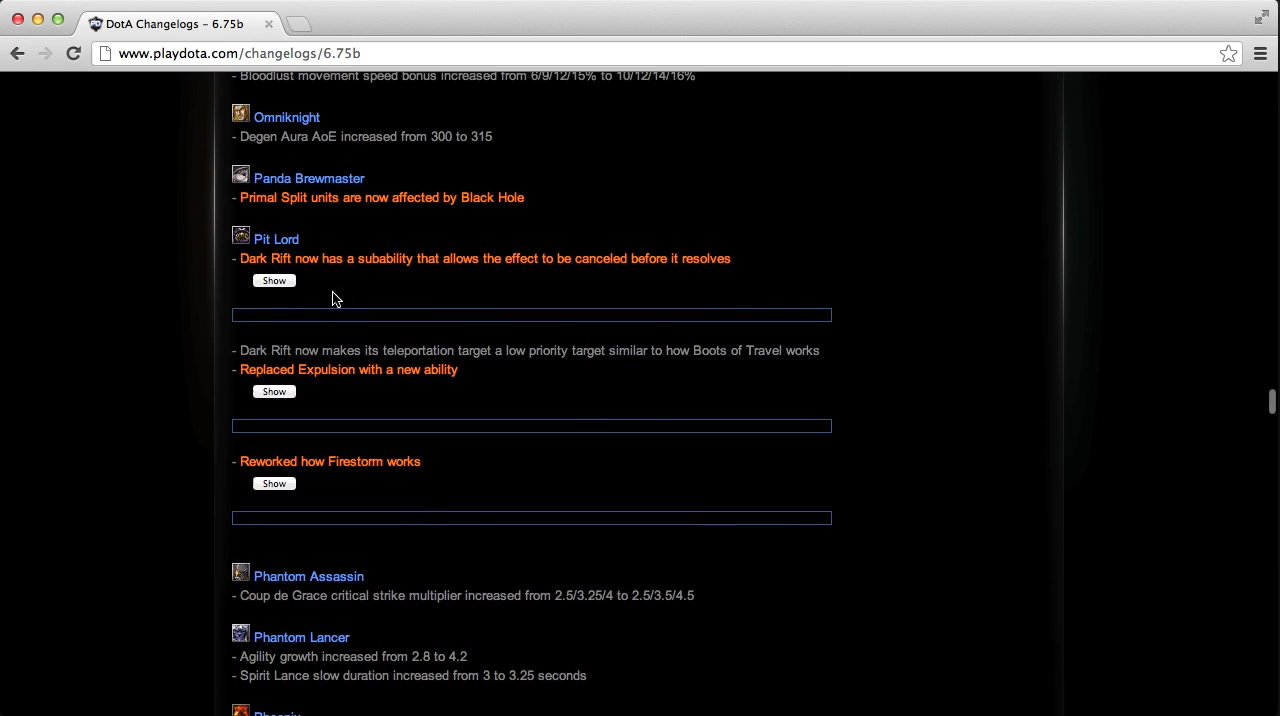 DotA Changelogs – 6.75b
www.playdota.com/changelogs/6.75b
- Bloodlust movement speed bonus increased from 6/9/12/15% to 10/12/14/16%
Omniknight
- Degen Aura AoE increased from 300 to 315
Panda Brewmaster
- Primal Split units are now affected by Black Hole
Pit Lord
- Dark Rift now has a subability that allows the effect to be canceled before it resolves
Show
- Dark Rift now makes its teleportation target a low priority target similar to how Boots of Travel works
- Replaced Expulsion with a new ability
Show
- Reworked how Firestorm works
Show
Phantom Assassin
- Coup de Grace critical strike multiplier increased from 2.5/3.25/4 to 2.5/3.5/4.5
Phantom Lancer
- Agility growth increased from 2.8 to 4.2
- Spirit Lance slow duration increased from 3 to 3.25 seconds
Phoenix